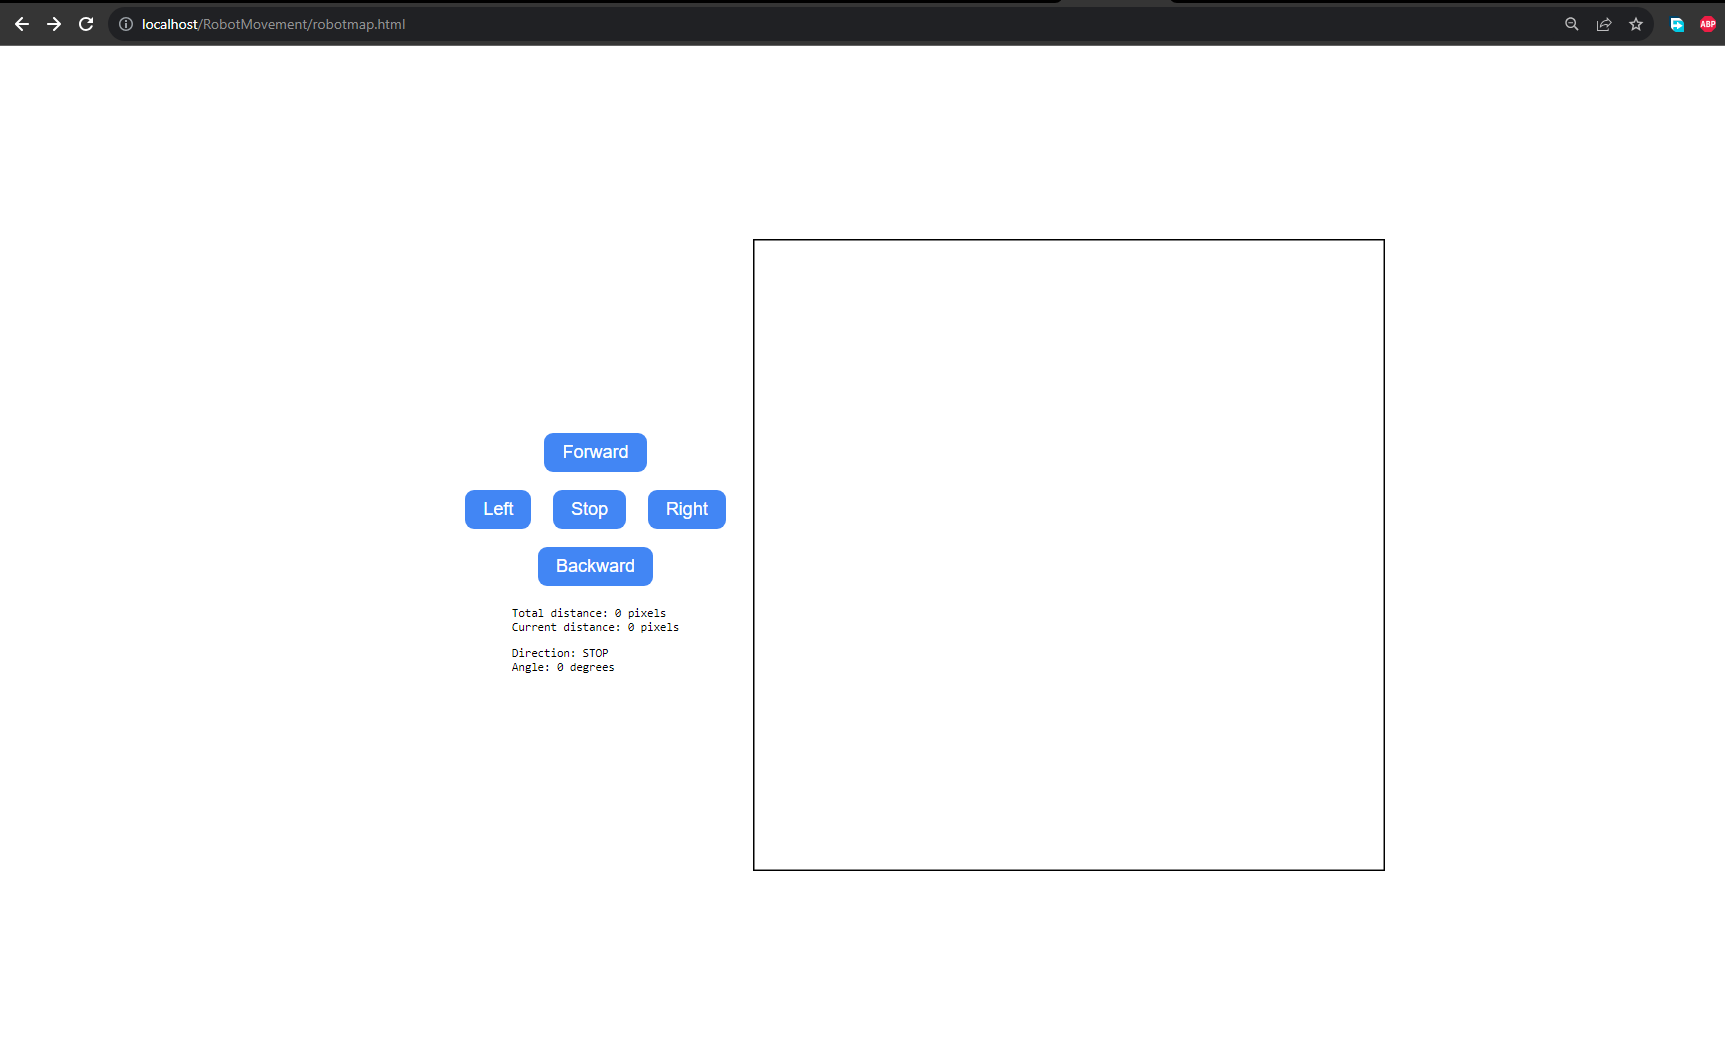 localhost/RobotMovement/robotmap.html
ABP
Forward
Left Stop Right
Backward
Total distance: 0 pixels
Current distance: 0 pixels
Direction: STOP
Angle: 0 degrees